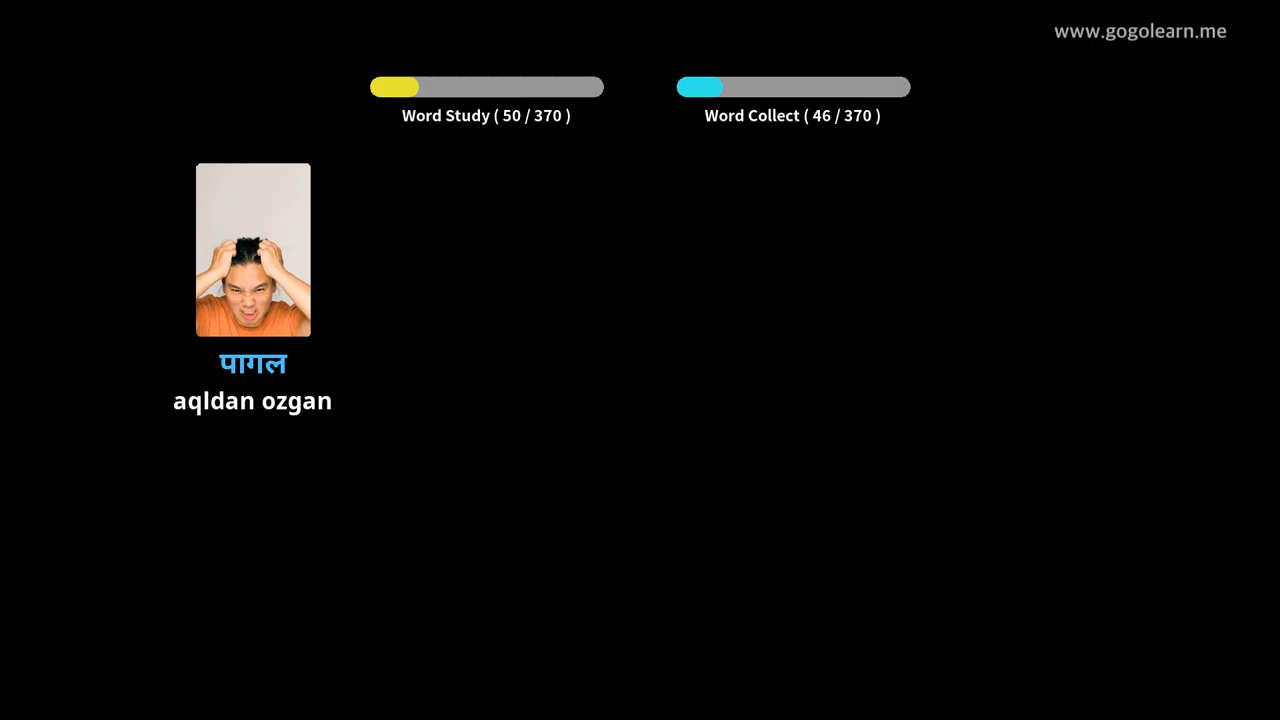 www.gogolearn.me
Word Study ( 50 / 370 )
Word Collect ( 46 / 370 )
पागल
aqldan ozgan